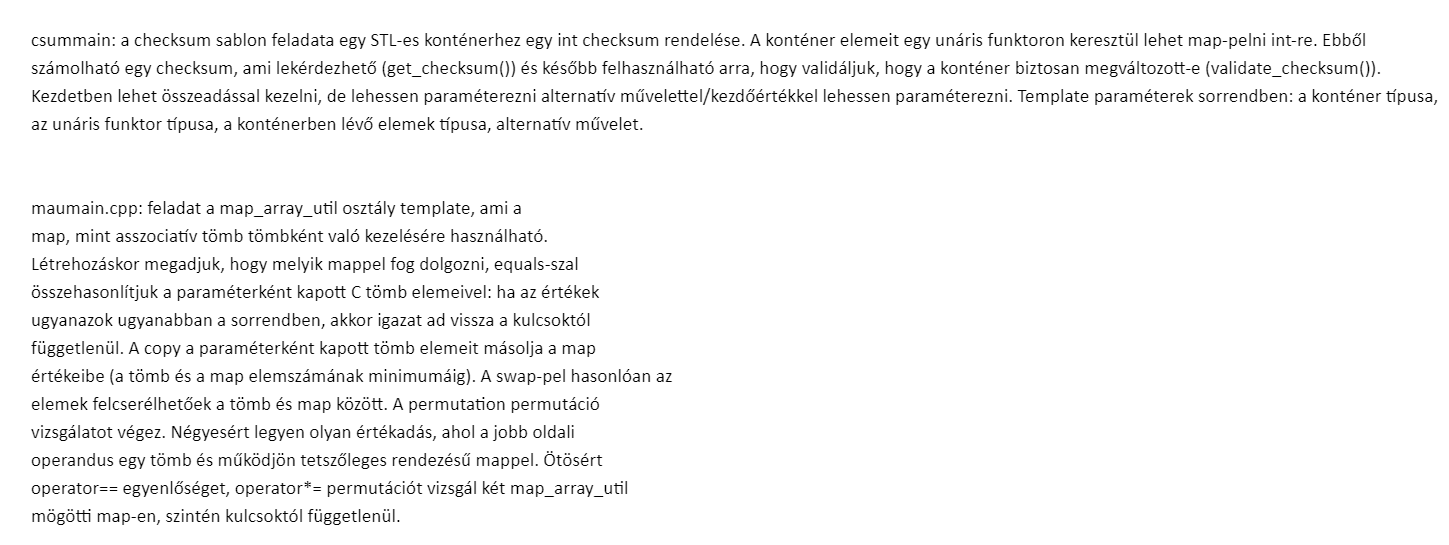 csummain: a checksum sablon feladata egy STL-es konténerhez egy int checksum rendelése. A konténer elemeit egy unáris funktoron keresztül lehet map-pelni int-re. Ebből
számolható egy checksum, ami lekérdezhető (get_checksum()) és később felhasználható arra, hogy validáljuk, hogy a konténer biztosan megváltozott-e (validate_checksum()).
Kezdetben lehet összeadással kezelni, de lehessen paraméterezni alternatív művelettel/kezdőértékkel lehessen paraméterezni. Template paraméterek sorrendben: a konténer típusa,
az unáris funktor típusa, a konténerben lévő elemek típusa, alternatív művelet.
maumain.cpp: feladat a map_array_util osztály template, ami a
map, mint asszociatív tömb tömbként való kezelésére használható.
Létrehozáskor megadjuk, hogy melyik mappel fog dolgozni, equals-szal
összehasonlítjuk a paraméterként kapott C tömb elemeivel: ha az értékek
ugyanazok ugyanabban a sorrendben, akkor igazat ad vissza a kulcsoktól
függetlenül. A copy a paraméterként kapott tömb elemeit másolja a map
értékeibe (a tömb és a map elemszámának minimumáig). A swap-pel hasonlóan az
elemek felcserélhetőek a tömb és map között. A permutation permutáció
vizsgálatot végez. Négyesért legyen olyan értékadás, ahol a jobb oldali
operandus egy tömb és működjön tetszőleges rendezésű mappel. Ötösért
operator== egyenlőséget, operator*= permutációt vizsgál két map_array_util
mögötti map-en, szintén kulcsoktól függetlenül.